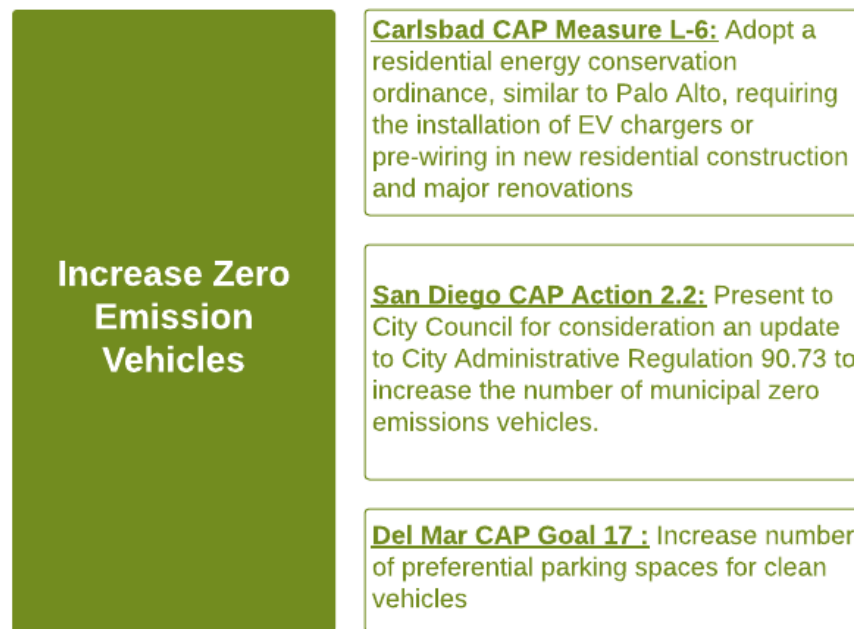 Increase Zero
Emission
Vehicles
Carlsbad CAP Measure L-6: Adopt a
residential energy conservation
ordinance, similar to Palo Alto, requiring
the installation of EV chargers or
pre-wiring in new residential construction
and major renovations
San Diego CAP Action 2.2: Present to
City Council for consideration an update
to City Administrative Regulation 90.73 to
increase the number of municipal zero
emissions vehicles.
Del Mar CAP Goal 17 : Increase number
of preferential parking spaces for clean
vehicles